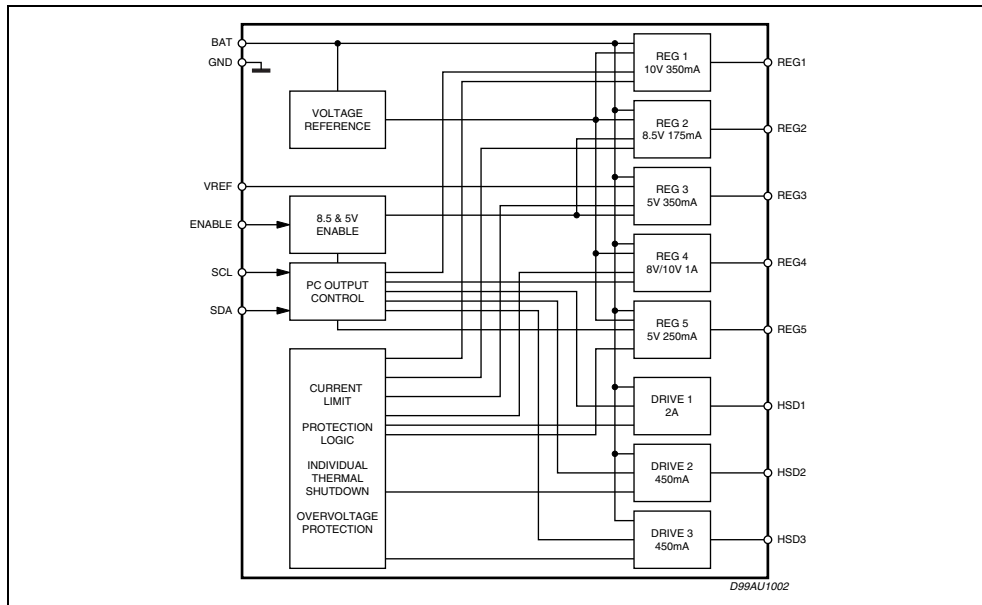 BAT
GND
VREF
ENABLE
SCL
SDA
VOLTAGE
REFERENCE
8.5 & 5V
ENABLE
PC OUTPUT
CONTROL
CURRENT
LIMIT
PROTECTION
LOGIC
INDIVIDUAL
THERMAL
SHUTDOWN
OVERVOLTAGE
PROTECTION
REG 1
10V 350mA
REG 2
8.5V 175mA
REG 3
5V 350mA
REG 4
8V/10V 1A
REG 5
5V 250mA
DRIVE 1
2A
DRIVE 2
450mA
DRIVE 3
450mA
REG1
REG2
REG3
REG4
REG5
HSD1
HSD2
HSD3
D99AU1002